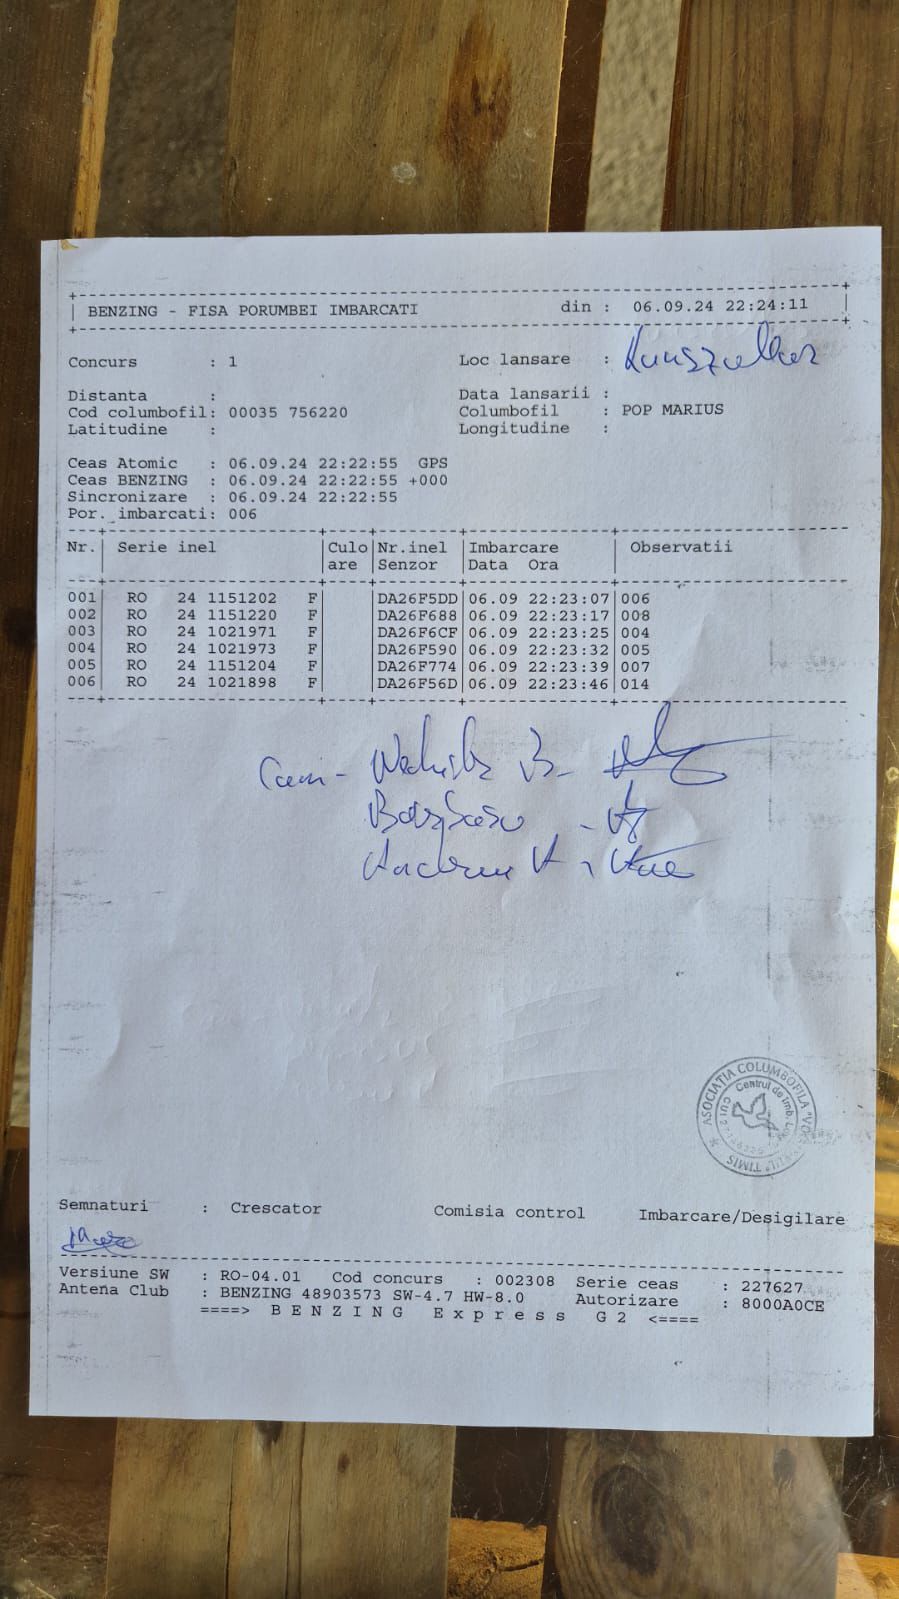 BENZING - FISA PORUMBEI IMBARCATI din : 06.09.24 22:24:11
Concurs : 1 Loc lansare :
Distanta : Data lansarii :
Cod columbofil: 00035 756220 Columbofil : POP MARIUS
Latitudine : Longitudine :
Ceas Atomic : 06.09.24 22:22:55 GPS
Ceas BENZING : 06.09.24 22:22:55 +000
Sincronizare : 06.09.24 22:22:55
Por. imbarcati: 006
Nr. Serie inel Culo Nr.inel Imbarcare Observatii
are Senzor Data Ora
001 RO 24 1151202 F DA26F5DD 06.09 22:23:07 006
002 RO 24 1151220 F DA26F688 06.09 22:23:17 008
003 RO 24 1021971 F DA26F6CF 06.09 22:23:25 004
004 RO 24 1021973 F DA26F590 06.09 22:23:32 005
005 RO 24 1151204 F DA26F774 06.09 22:23:39 007
006 RO 24 1021898 F DA26F56D 06.09 22:23:46 014
ASOCIATIA COLUMBOFILA TIMIS
Centrul de Imb.
Semnaturi : Crescator Comisia control Imbarcare/Desigilare
Versiune SW : RO-04.01 Cod concurs : 002308 Serie ceas : 227627
Antena Club : BENZING 48903573 SW-4.7 HW-8.0 Autorizare : 8000A0CE
====> B E N Z I N G E x p r e s s G 2 <====